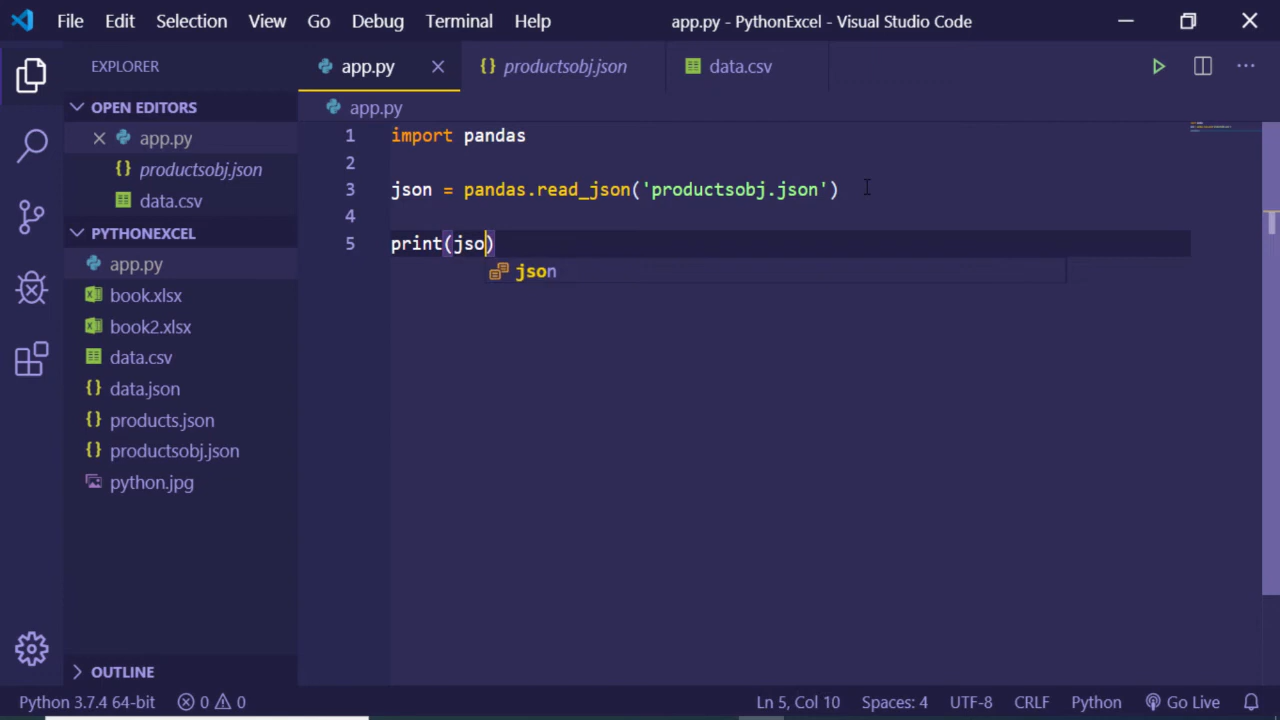 File Edit Selection View Go Debug Terminal Help app.py - PythonExcel - Visual Studio Code
EXPLORER
OPEN EDITORS
app.py
productsobj.json
data.csv
PYTHONEXCEL
app.py
book.xlsx
book2.xlsx
data.csv
data.json
products.json
productsobj.json
python.jpg
OUTLINE
app.py productsobj.json data.csv
app.py
1 import pandas
2
3 json = pandas.read_json('productsobj.json')
4
5 print(jso)
json
Python 3.7.4 64-bit 0 0 Ln 5, Col 10 Spaces: 4 UTF-8 CRLF Python Go Live